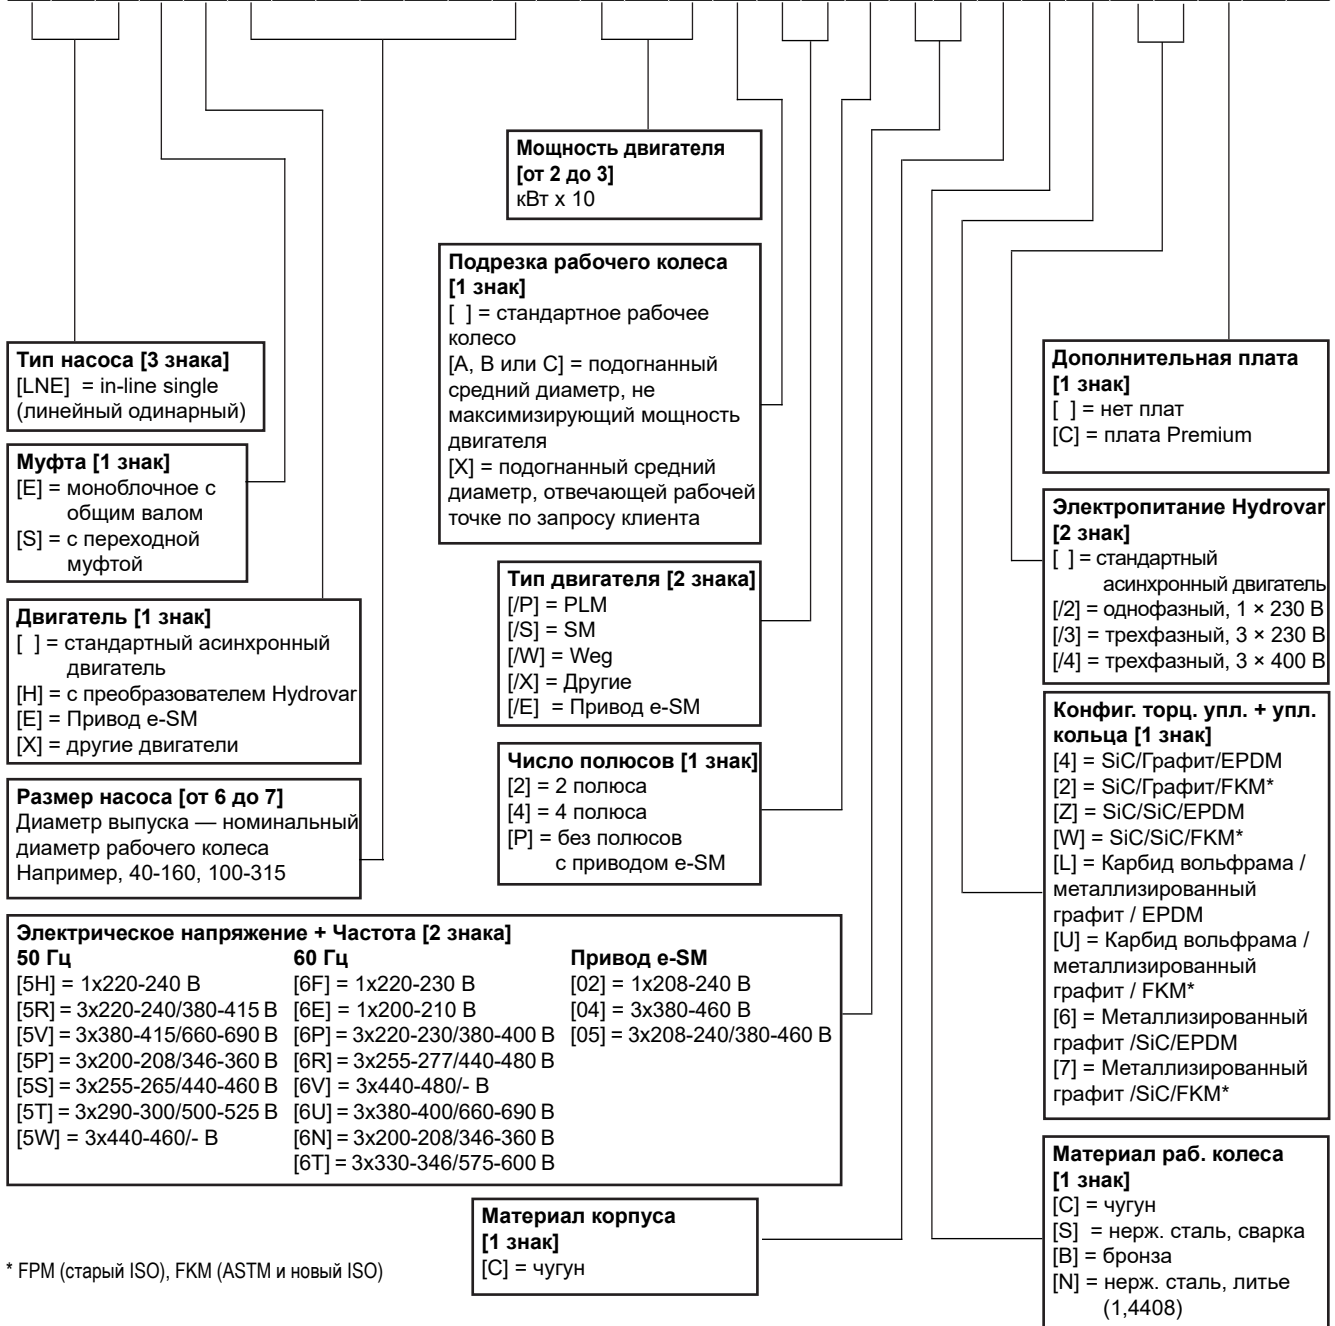 Мощность двигателя
[от 2 до 3]
кВт x 10
Подрезка рабочего колеса
[1 знак]
[ ] = стандартное рабочее
колесо
[A, B или C] = подогнанный
средний диаметр, не
максимизирующий мощность
двигателя
[X] = подогнанный средний
диаметр, отвечающей рабочей
точке по запросу клиента
Тип насоса [3 знака]
[LNE] = in-line single
(линейный одинарный)
Муфта [1 знак]
[E] = моноблочное с
общим валом
[S] = с переходной
муфтой
Двигатель [1 знак]
[ ] = стандартный асинхронный
двигатель
[H] = с преобразователем Hydrovar
[E] = Привод e-SM
[X] = другие двигатели
Размер насоса [от 6 до 7]
Диаметр выпуска — номинальный
диаметр рабочего колеса
Например, 40-160, 100-315
Тип двигателя [2 знака]
[/P] = PLM
[/S] = SM
[/W] = Weg
[/X] = Другие
[/E] = Привод e-SM
Число полюсов [1 знак]
[2] = 2 полюса
[4] = 4 полюса
[P] = без полюсов
с приводом e-SM
Дополнительная плата
[1 знак]
[ ] = нет плат
[C] = плата Premium
Электропитание Hydrovar
[2 знак]
[ ] = стандартный
асинхронный двигатель
[/2] = однофазный, 1 × 230 В
[/3] = трехфазный, 3 × 230 В
[/4] = трехфазный, 3 × 400 В
Конфиг. торц. упл. + упл.
кольца [1 знак]
[4] = SiC/Графит/EPDM
[2] = SiC/Графит/FKM*
[Z] = SiC/SiC/EPDM
[W] = SiC/SiC/FKM*
[L] = Карбид вольфрама /
металлизированный
графит / EPDM
[U] = Карбид вольфрама /
металлизированный
графит / FKM*
[6] = Металлизированный
графит /SiC/EPDM
[7] = Металлизированный
графит /SiC/FKM*
Электрическое напряжение + Частота [2 знака]
50 Гц 60 Гц Привод e-SM
[5H] = 1x220-240 В [6F] = 1x220-230 В [02] = 1x208-240 В
[5R] = 3x220-240/380-415 В [6E] = 1x200-210 В [04] = 3x380-460 В
[5V] = 3x380-415/660-690 В [6P] = 3x220-230/380-400 В [05] = 3x208-240/380-460 В
[5P] = 3x200-208/346-360 В [6R] = 3x255-277/440-480 В
[5S] = 3x255-265/440-460 В [6V] = 3x440-480/- В
[5T] = 3x290-300/500-525 В [6U] = 3x380-400/660-690 В
[5W] = 3x440-460/- В [6N] = 3x200-208/346-360 В
[6T] = 3x330-346/575-600 В
Материал корпуса
[1 знак]
[C] = чугун
Материал раб. колеса
[1 знак]
[C] = чугун
[S] = нерж. сталь, сварка
[B] = бронза
[N] = нерж. сталь, литье
(1,4408)
* FPM (старый ISO), FKM (ASTM и новый ISO)